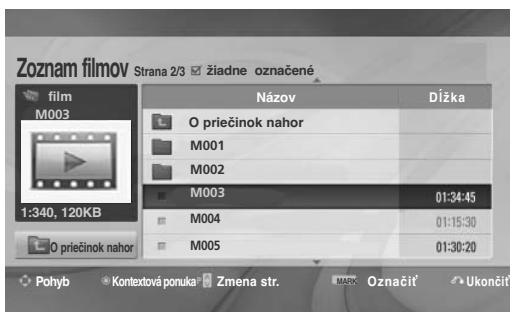 Zoznam filmov Strana 2/3 ☑ žiadne označené
film
M003
1:340, 120KB
O priečinok nahor
Názov Dĺžka
O priečinok nahor
M001
M002
M003 01:34:45
M004 01:15:30
M005 01:30:20
Pohyb Kontextová ponuka P Zmena str. MARK Označiť Ukončiť